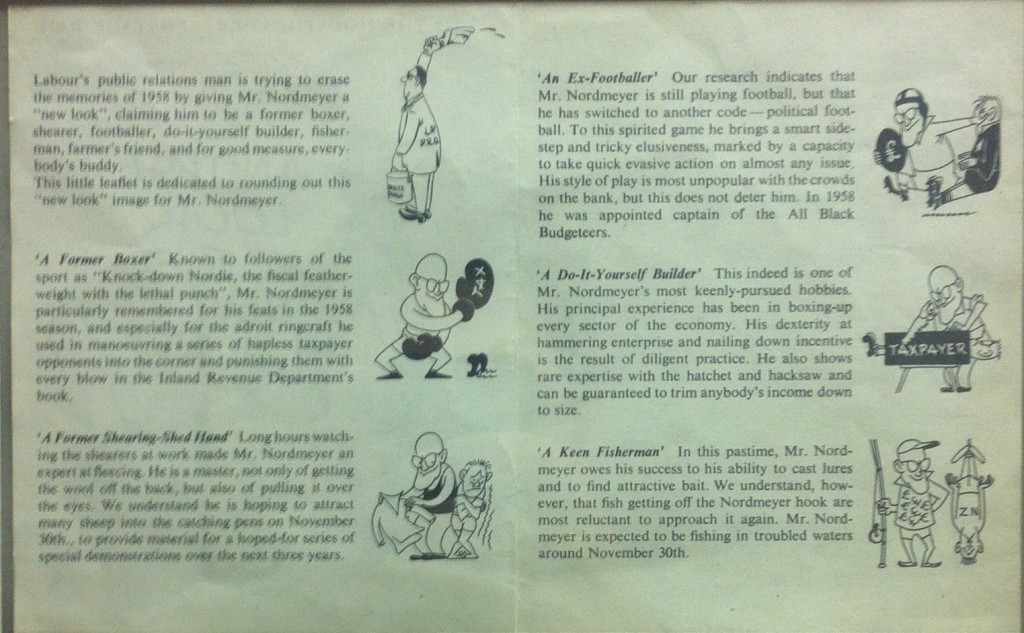 Labour's public relations man is trying to erase
the memories of 1958 by giving Mr. Nordmeyer a
"new look", claiming him to be a former boxer,
shearer, footballer, do-it-yourself builder, fisher-
man, farmer's friend, and for good measure, every-
body's buddy.
This little leaflet is dedicated to rounding out this
"new look" image for Mr. Nordmeyer.
'A Former Boxer' Known to followers of the
sport as "Knock-down Nordie, the fiscal feather-
weight with the lethal punch", Mr. Nordmeyer is
particularly remembered for his feats in the 1958
season, and especially for the adroit ringcraft he
used in manoeuvring a series of hapless taxpayer
opponents into the corner and punishing them with
every blow in the Inland Revenue Department's
book.
TAX
'A Former Shearing-Shed Hand' Long hours watch-
ing the shearers at work made Mr. Nordmeyer an
expert at fleecing. He is a master, not only of getting
the wool off the back, but also of pulling it over
the eyes. We understand he is hoping to attract
many sheep into the catching pens on November
30th., to provide material for a hoped-for series of
special demonstrations over the next three years.
'An Ex-Footballer' Our research indicates that
Mr. Nordmeyer is still playing football, but that
he has switched to another code — political foot-
ball. To this spirited game he brings a smart side-
step and tricky elusiveness, marked by a capacity
to take quick evasive action on almost any issue.
His style of play is most unpopular with the crowds
on the bank, but this does not deter him. In 1958
he was appointed captain of the All Black
Budgeteers.
£
'A Do-It-Yourself Builder' This indeed is one of
Mr. Nordmeyer's most keenly-pursued hobbies.
His principal experience has been in boxing-up
every sector of the economy. His dexterity at
hammering enterprise and nailing down incentive
is the result of diligent practice. He also shows
rare expertise with the hatchet and hacksaw and
can be guaranteed to trim anybody's income down
to size.
TAXPAYER
'A Keen Fisherman' In this pastime, Mr. Nord-
meyer owes his success to his ability to cast lures
and to find attractive bait. We understand, how-
ever, that fish getting off the Nordmeyer hook are
most reluctant to approach it again. Mr. Nord-
meyer is expected to be fishing in troubled waters
around November 30th.
NZ